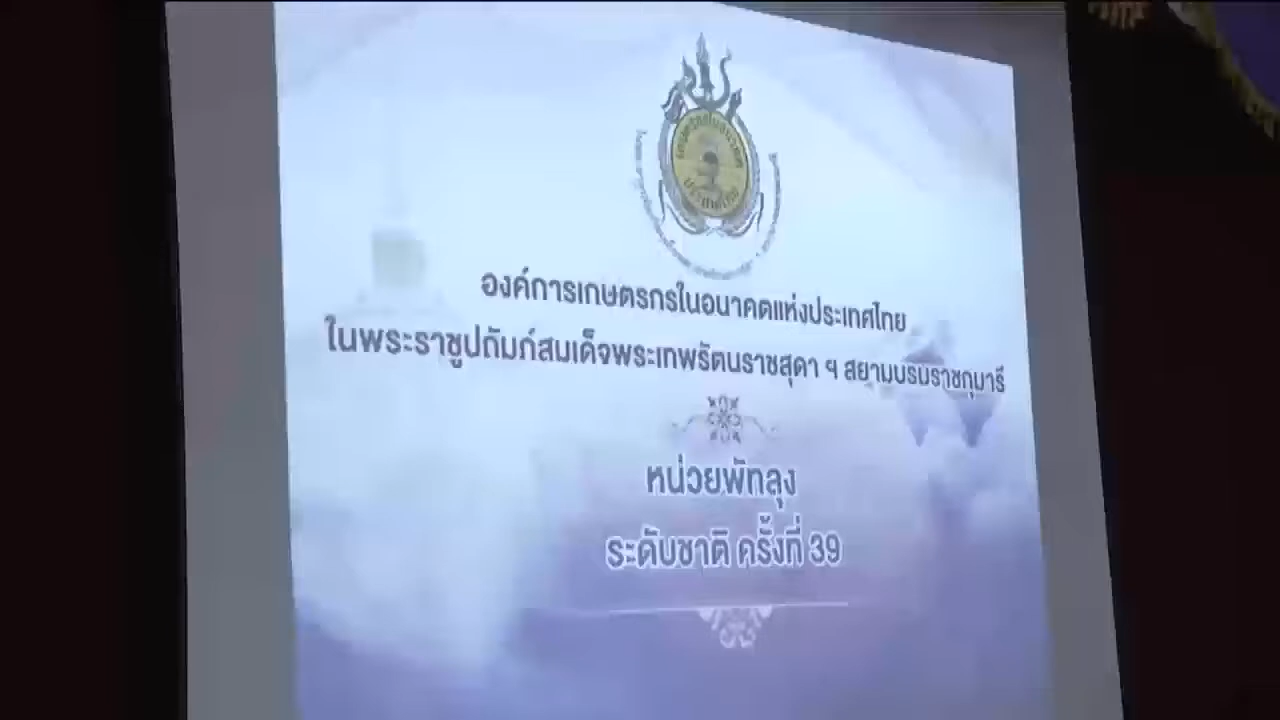 องค์การเกษตรกรในอนาคตแห่งประเทศไทย
ในพระราชูปถัมภ์สมเด็จพระเทพรัตนราชสุดา ฯ สยามบรมราชกุมารี
หน่วยพัทลุง
ระดับชาติ ครั้งที่ 39